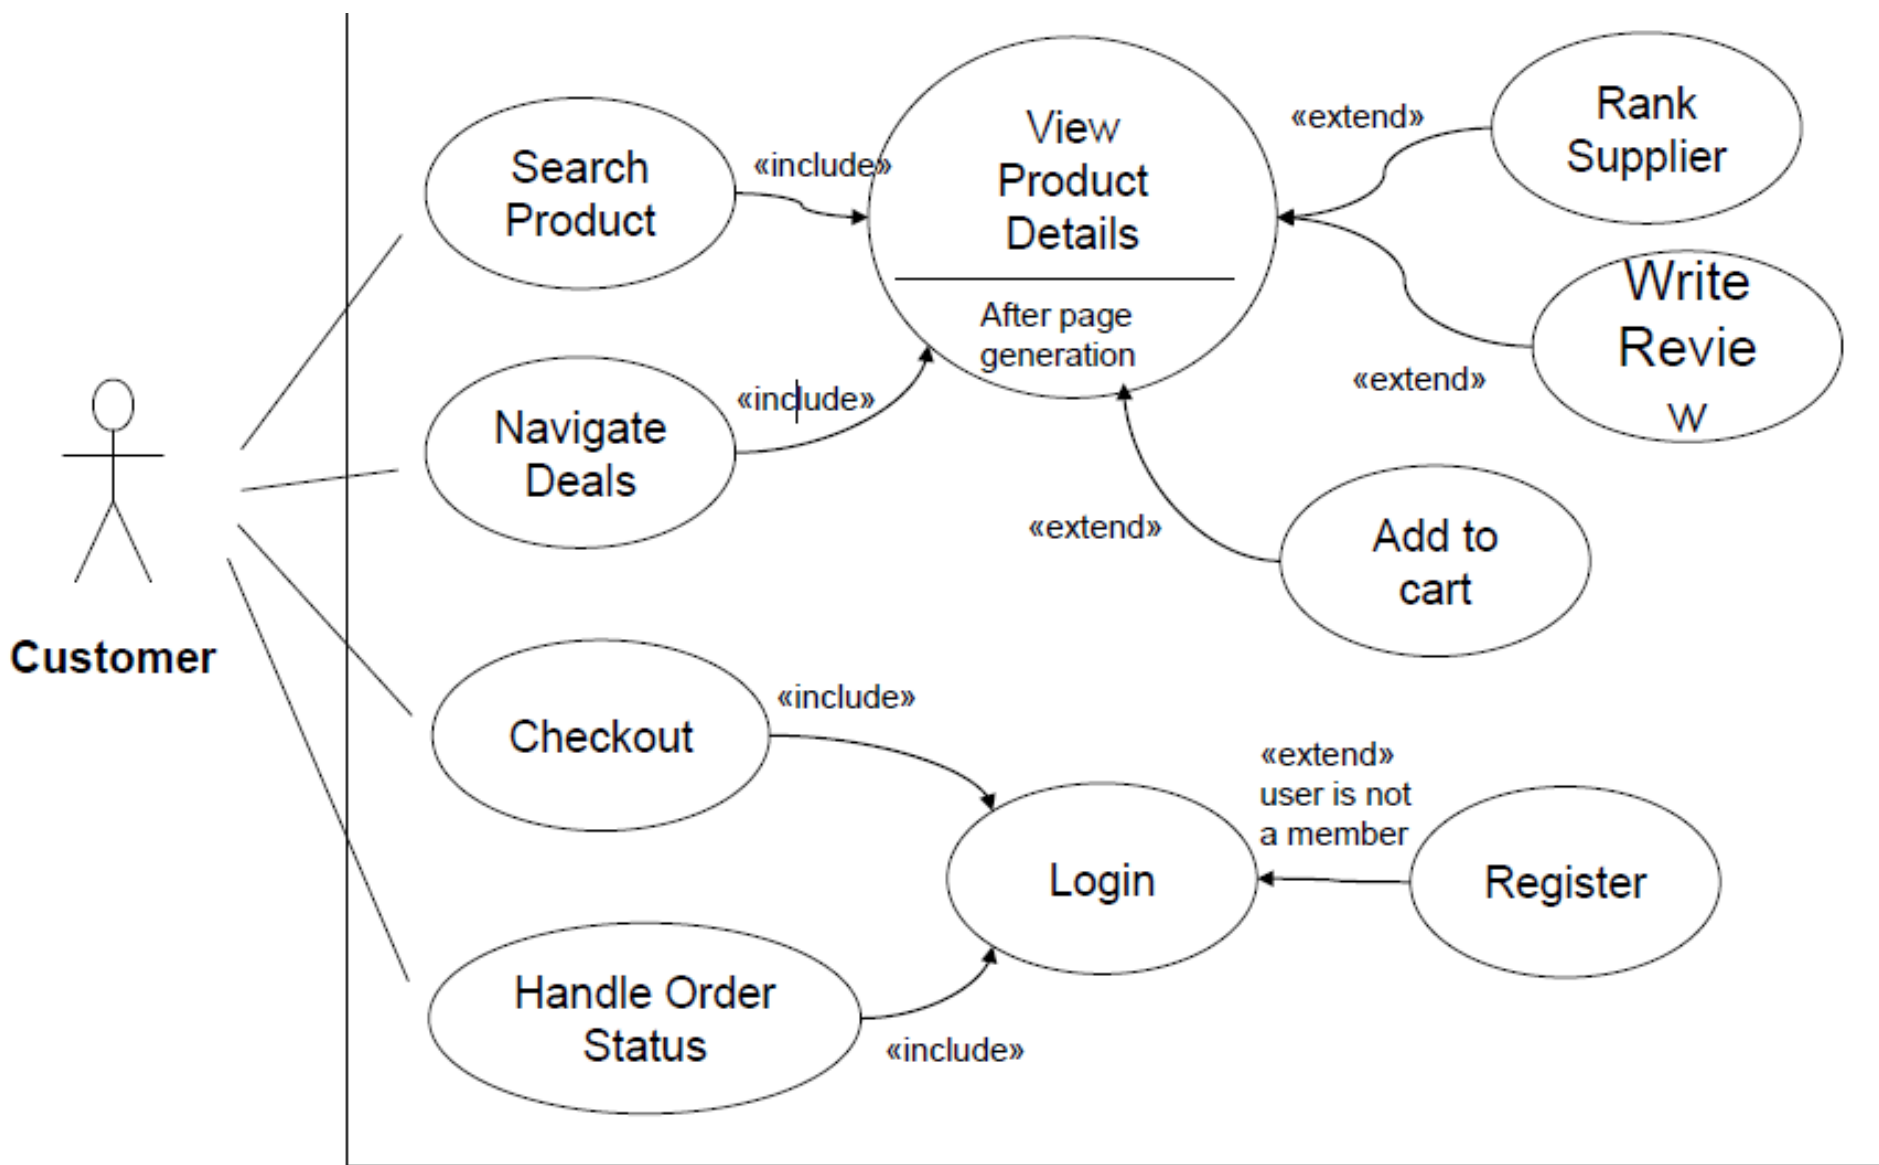 Search
Product
«include»
View
Product
Details
After page
generation
«extend»
Rank
Supplier
Write
Revie
w
«extend»
Navigate
Deals
«include»
«extend»
Add to
cart
Customer
Checkout
«include»
Login
«extend»
user is not
a member
Register
Handle Order
Status
«include»